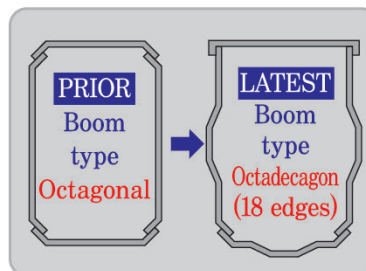 PRIOR
Boom
type
Octagonal
LATEST
Boom
type
Octadecagon
(18 edges)